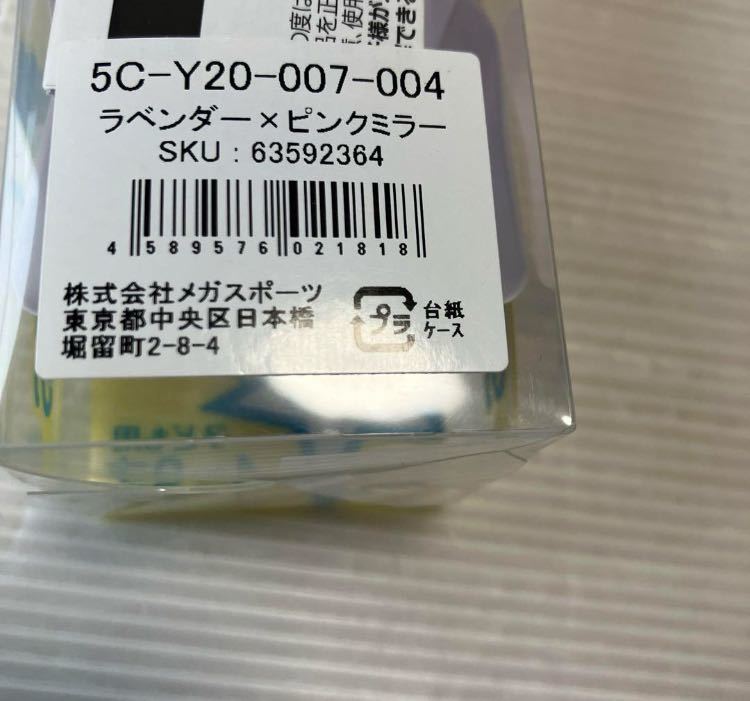 5C-Y20-007-004
ラベンダー×ピンクミラー
SKU : 63592364
4 589576 021818
株式会社メガスポーツ
東京都中央区日本橋
堀留町2-8-4
プラ
台紙
ケース